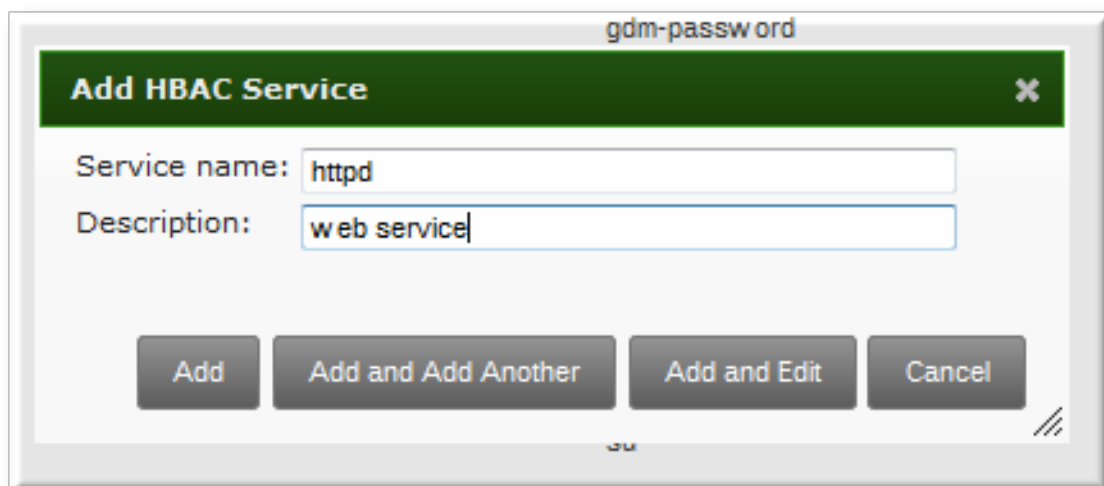 gdm-password
Add HBAC Service
Service name: httpd
Description: web service
Add Add and Add Another Add and Edit Cancel
su